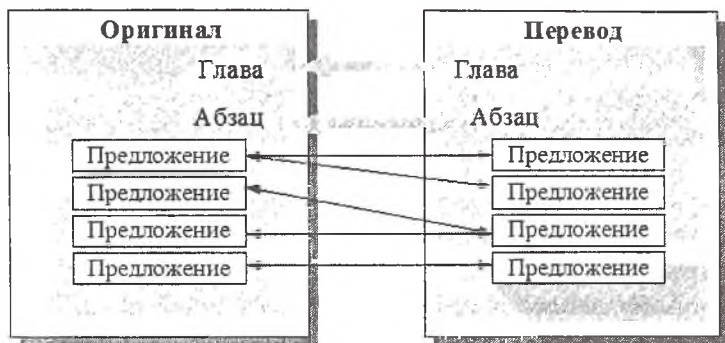 Оригинал
Глава
Абзац
Предложение
Предложение
Предложение
Предложение
Перевод
Глава
Абзац
Предложение
Предложение
Предложение
Предложение